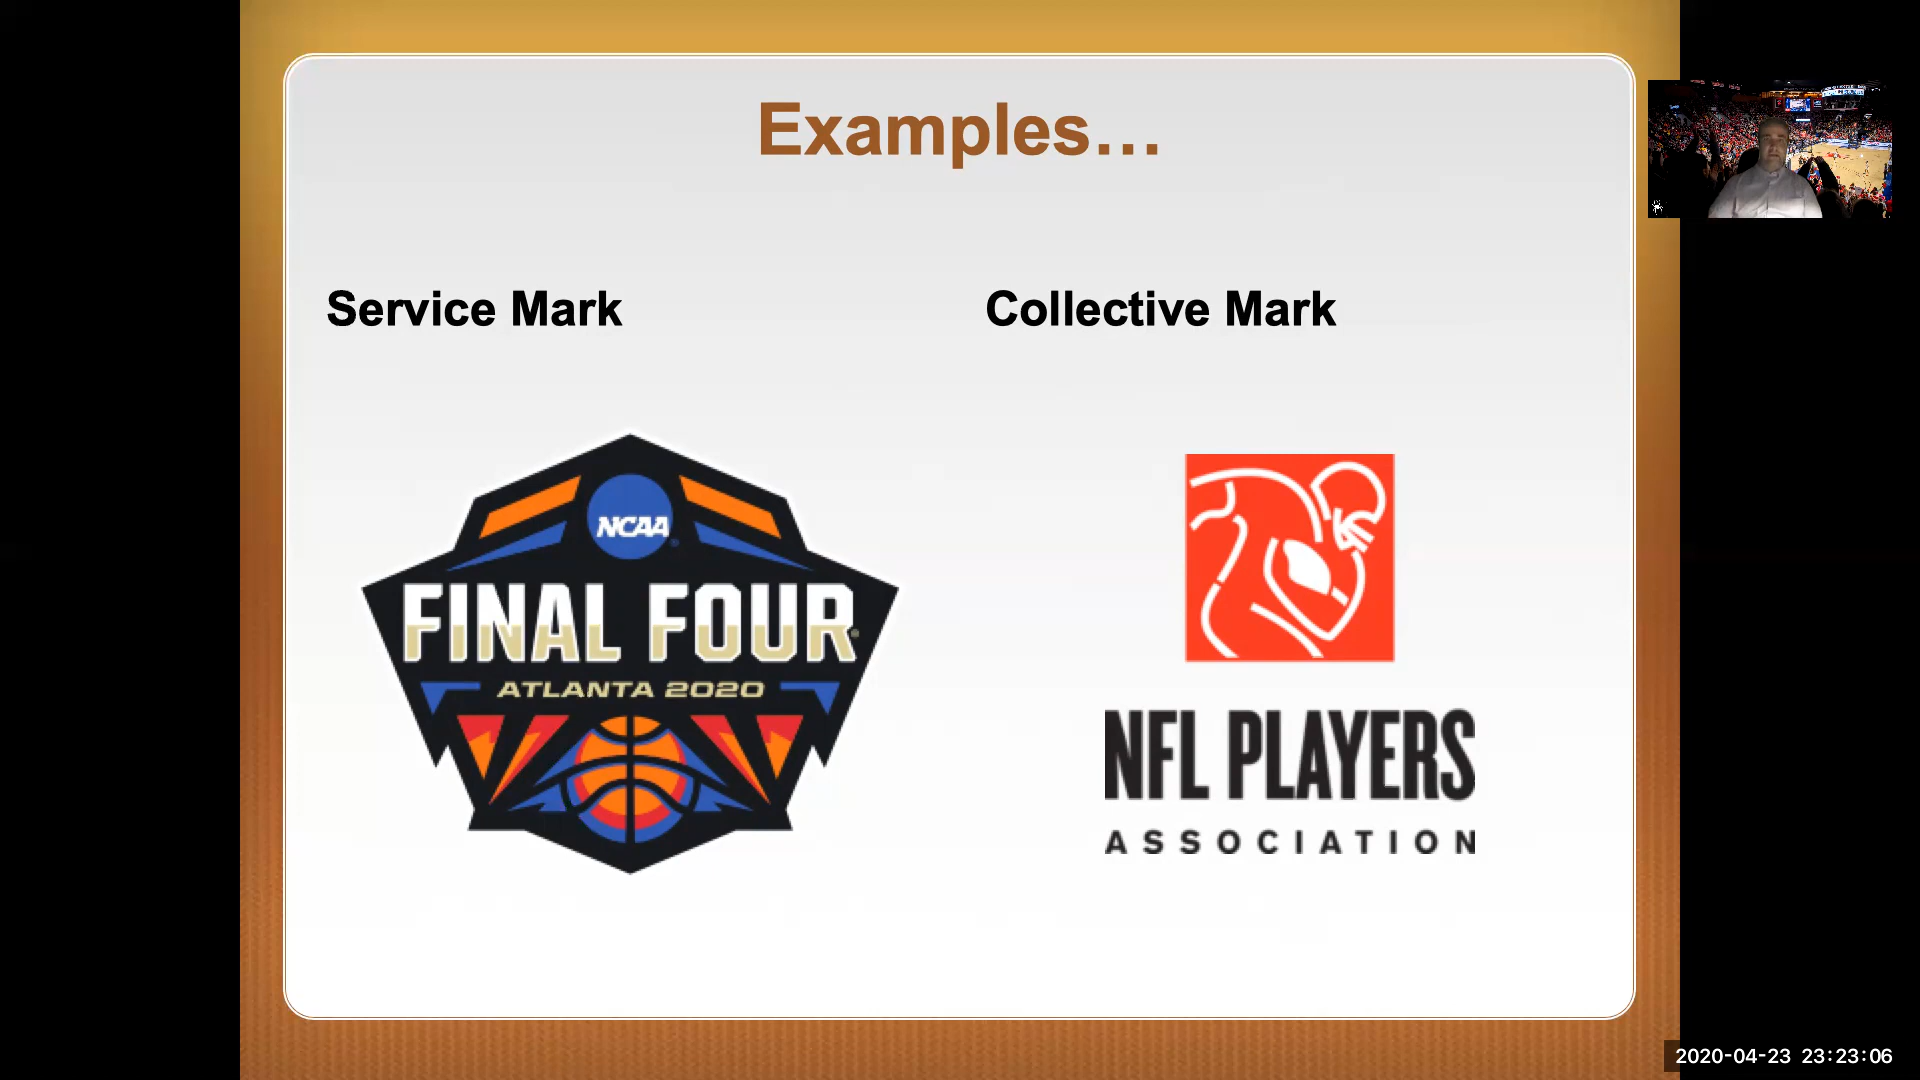 Examples...
Service Mark
Collective Mark
NCAA
FINAL FOUR
ATLANTA 2020
NFL PLAYERS
ASSOCIATION
2020-04-23 23:23:06